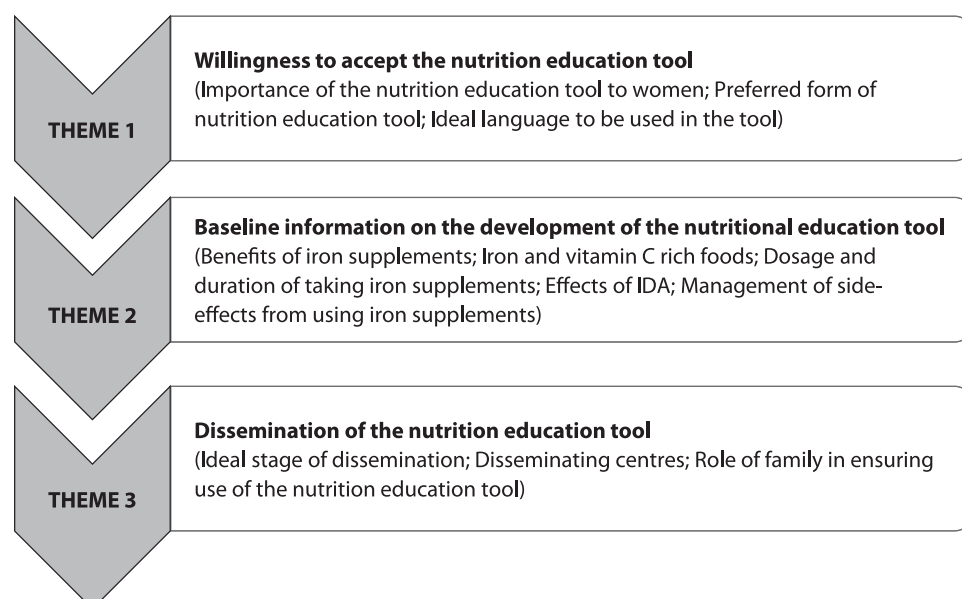 THEME 1
Willingness to accept the nutrition education tool
(Importance of the nutrition education tool to women; Preferred form of
nutrition education tool; Ideal language to be used in the tool)
THEME 2
Baseline information on the development of the nutritional education tool
(Benefits of iron supplements; Iron and vitamin C rich foods; Dosage and
duration of taking iron supplements; Effects of IDA; Management of side-
effects from using iron supplements)
THEME 3
Dissemination of the nutrition education tool
(Ideal stage of dissemination; Disseminating centres; Role of family in ensuring
use of the nutrition education tool)